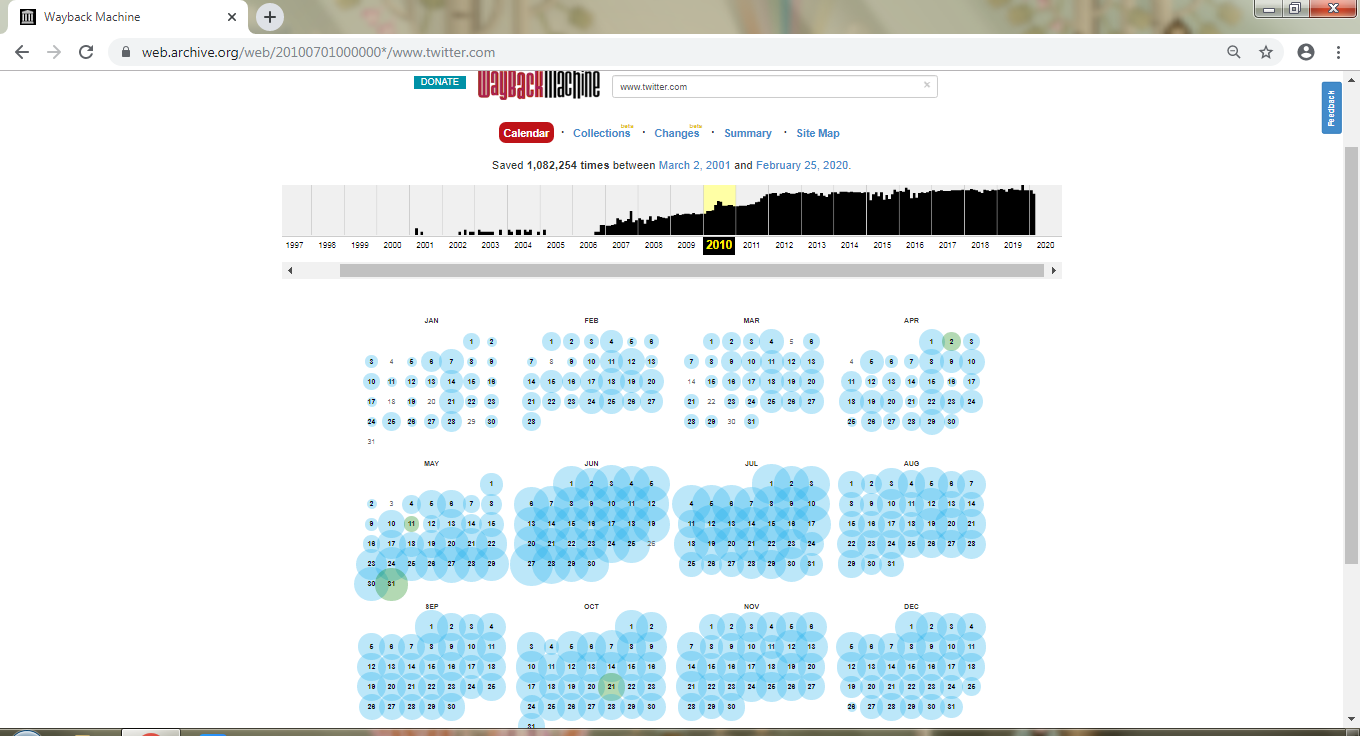 Wayback Machine
web.archive.org/web/20100701000000*/www.twitter.com
DONATE
WayBackMachine
www.twitter.com
Feedback
Calendar · Collections beta · Changes beta · Summary · Site Map
Saved 1,082,254 times between March 2, 2001 and February 25, 2020.
1997 1998 1999 2000 2001 2002 2003 2004 2005 2006 2007 2008 2009 2010 2011 2012 2013 2014 2015 2016 2017 2018 2019 2020
JAN FEB MAR APR
1 2 1 2 3 4 5 6 1 2 3 4 5 6 1 2 3
3 4 5 6 7 8 9 7 8 9 10 11 12 13 7 8 9 10 11 12 13 4 5 6 7 8 9 10
10 11 12 13 14 15 16 14 15 16 17 18 19 20 14 15 16 17 18 19 20 11 12 13 14 15 16 17
17 18 19 20 21 22 23 21 22 23 24 25 26 27 21 22 23 24 25 26 27 18 19 20 21 22 23 24
24 25 26 27 28 29 30 28 28 29 30 31 25 26 27 28 29 30
31
MAY JUN JUL AUG
1 1 2 3 4 5 1 2 3 1 2 3 4 5 6 7
2 3 4 5 6 7 8 6 7 8 9 10 11 12 4 5 6 7 8 9 10 8 9 10 11 12 13 14
9 10 11 12 13 14 15 13 14 15 16 17 18 19 11 12 13 14 15 16 17 15 16 17 18 19 20 21
16 17 18 19 20 21 22 20 21 22 23 24 25 26 18 19 20 21 22 23 24 22 23 24 25 26 27 28
23 24 25 26 27 28 29 27 28 29 30 25 26 27 28 29 30 31 29 30 31
30 31
SEP OCT NOV DEC
1 2 3 4 1 2 1 2 3 4 5 6 1 2 3 4
5 6 7 8 9 10 11 3 4 5 6 7 8 9 7 8 9 10 11 12 13 5 6 7 8 9 10 11
12 13 14 15 16 17 18 10 11 12 13 14 15 16 14 15 16 17 18 19 20 12 13 14 15 16 17 18
19 20 21 22 23 24 25 17 18 19 20 21 22 23 21 22 23 24 25 26 27 19 20 21 22 23 24 25
26 27 28 29 30 24 25 26 27 28 29 30 28 29 30 26 27 28 29 30 31
31